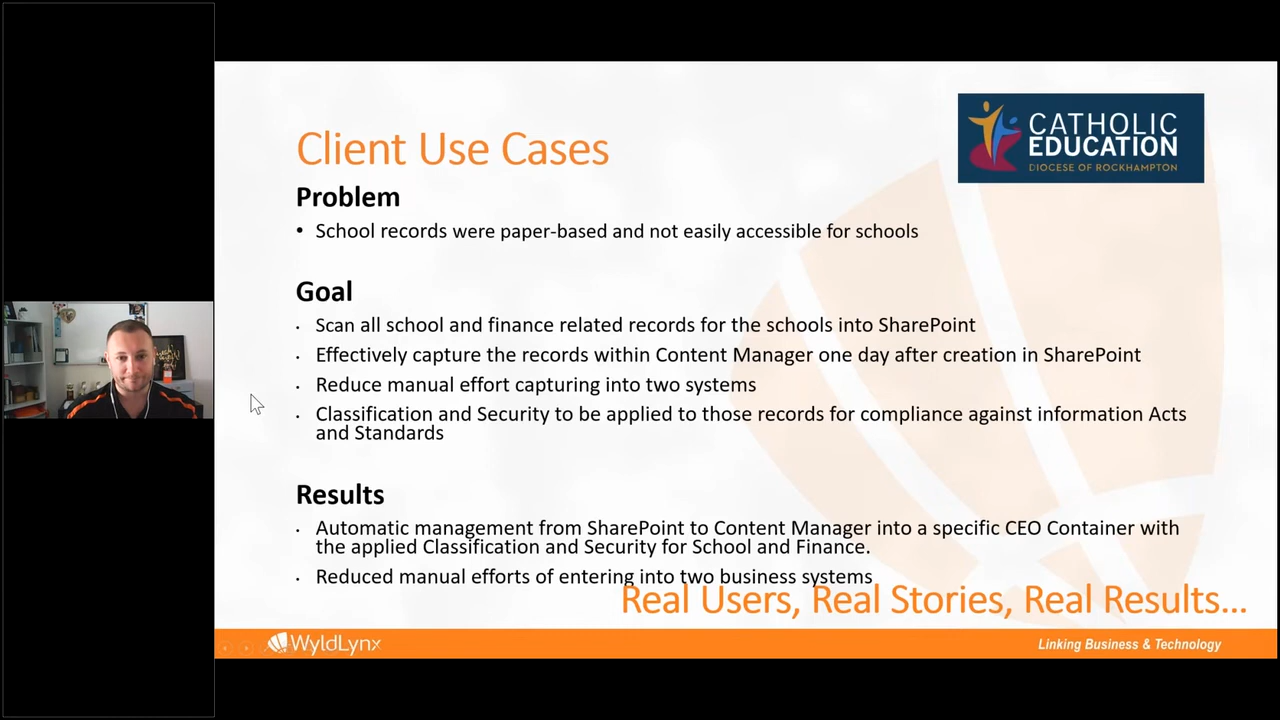 CATHOLIC
EDUCATION
DIOCESE OF ROCKHAMPTON
Client Use Cases
Problem
• School records were paper-based and not easily accessible for schools
Goal
• Scan all school and finance related records for the schools into SharePoint
• Effectively capture the records within Content Manager one day after creation in SharePoint
• Reduce manual effort capturing into two systems
• Classification and Security to be applied to those records for compliance against information Acts
and Standards
Results
• Automatic management from SharePoint to Content Manager into a specific CEO Container with
the applied Classification and Security for School and Finance.
• Reduced manual efforts of entering into two business systems
Real Users, Real Stories, Real Results...
WyldLynx
Linking Business & Technology